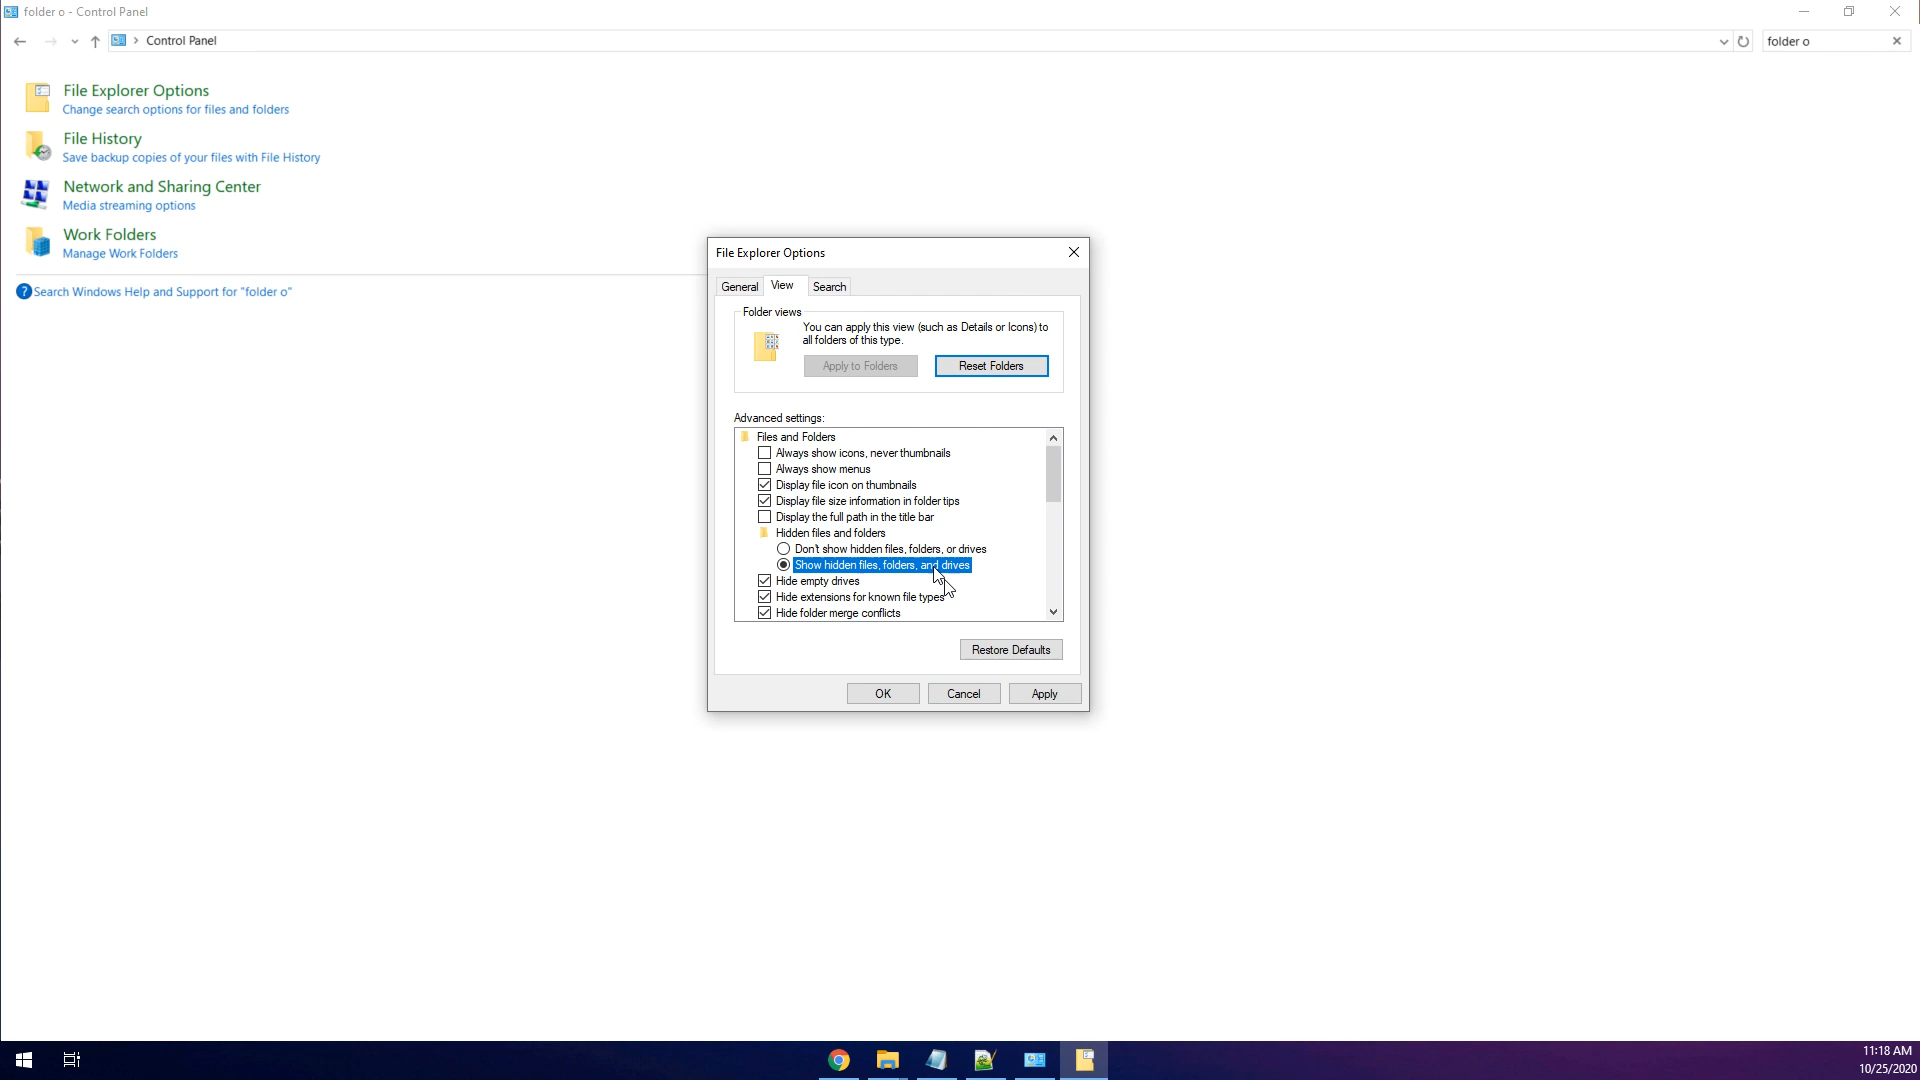 folder o - Control Panel
Control Panel
folder o
File Explorer Options
Change search options for files and folders
File History
Save backup copies of your files with File History
Network and Sharing Center
Media streaming options
Work Folders
Manage Work Folders
Search Windows Help and Support for "folder o"
File Explorer Options
General View Search
Folder views
You can apply this view (such as Details or Icons) to
all folders of this type.
Apply to Folders Reset Folders
Advanced settings:
Files and Folders
Always show icons, never thumbnails
Always show menus
Display file icon on thumbnails
Display file size information in folder tips
Display the full path in the title bar
Hidden files and folders
Don't show hidden files, folders, or drives
Show hidden files, folders, and drives
Hide empty drives
Hide extensions for known file types
Hide folder merge conflicts
Restore Defaults
OK Cancel Apply
11:18 AM
10/25/2020